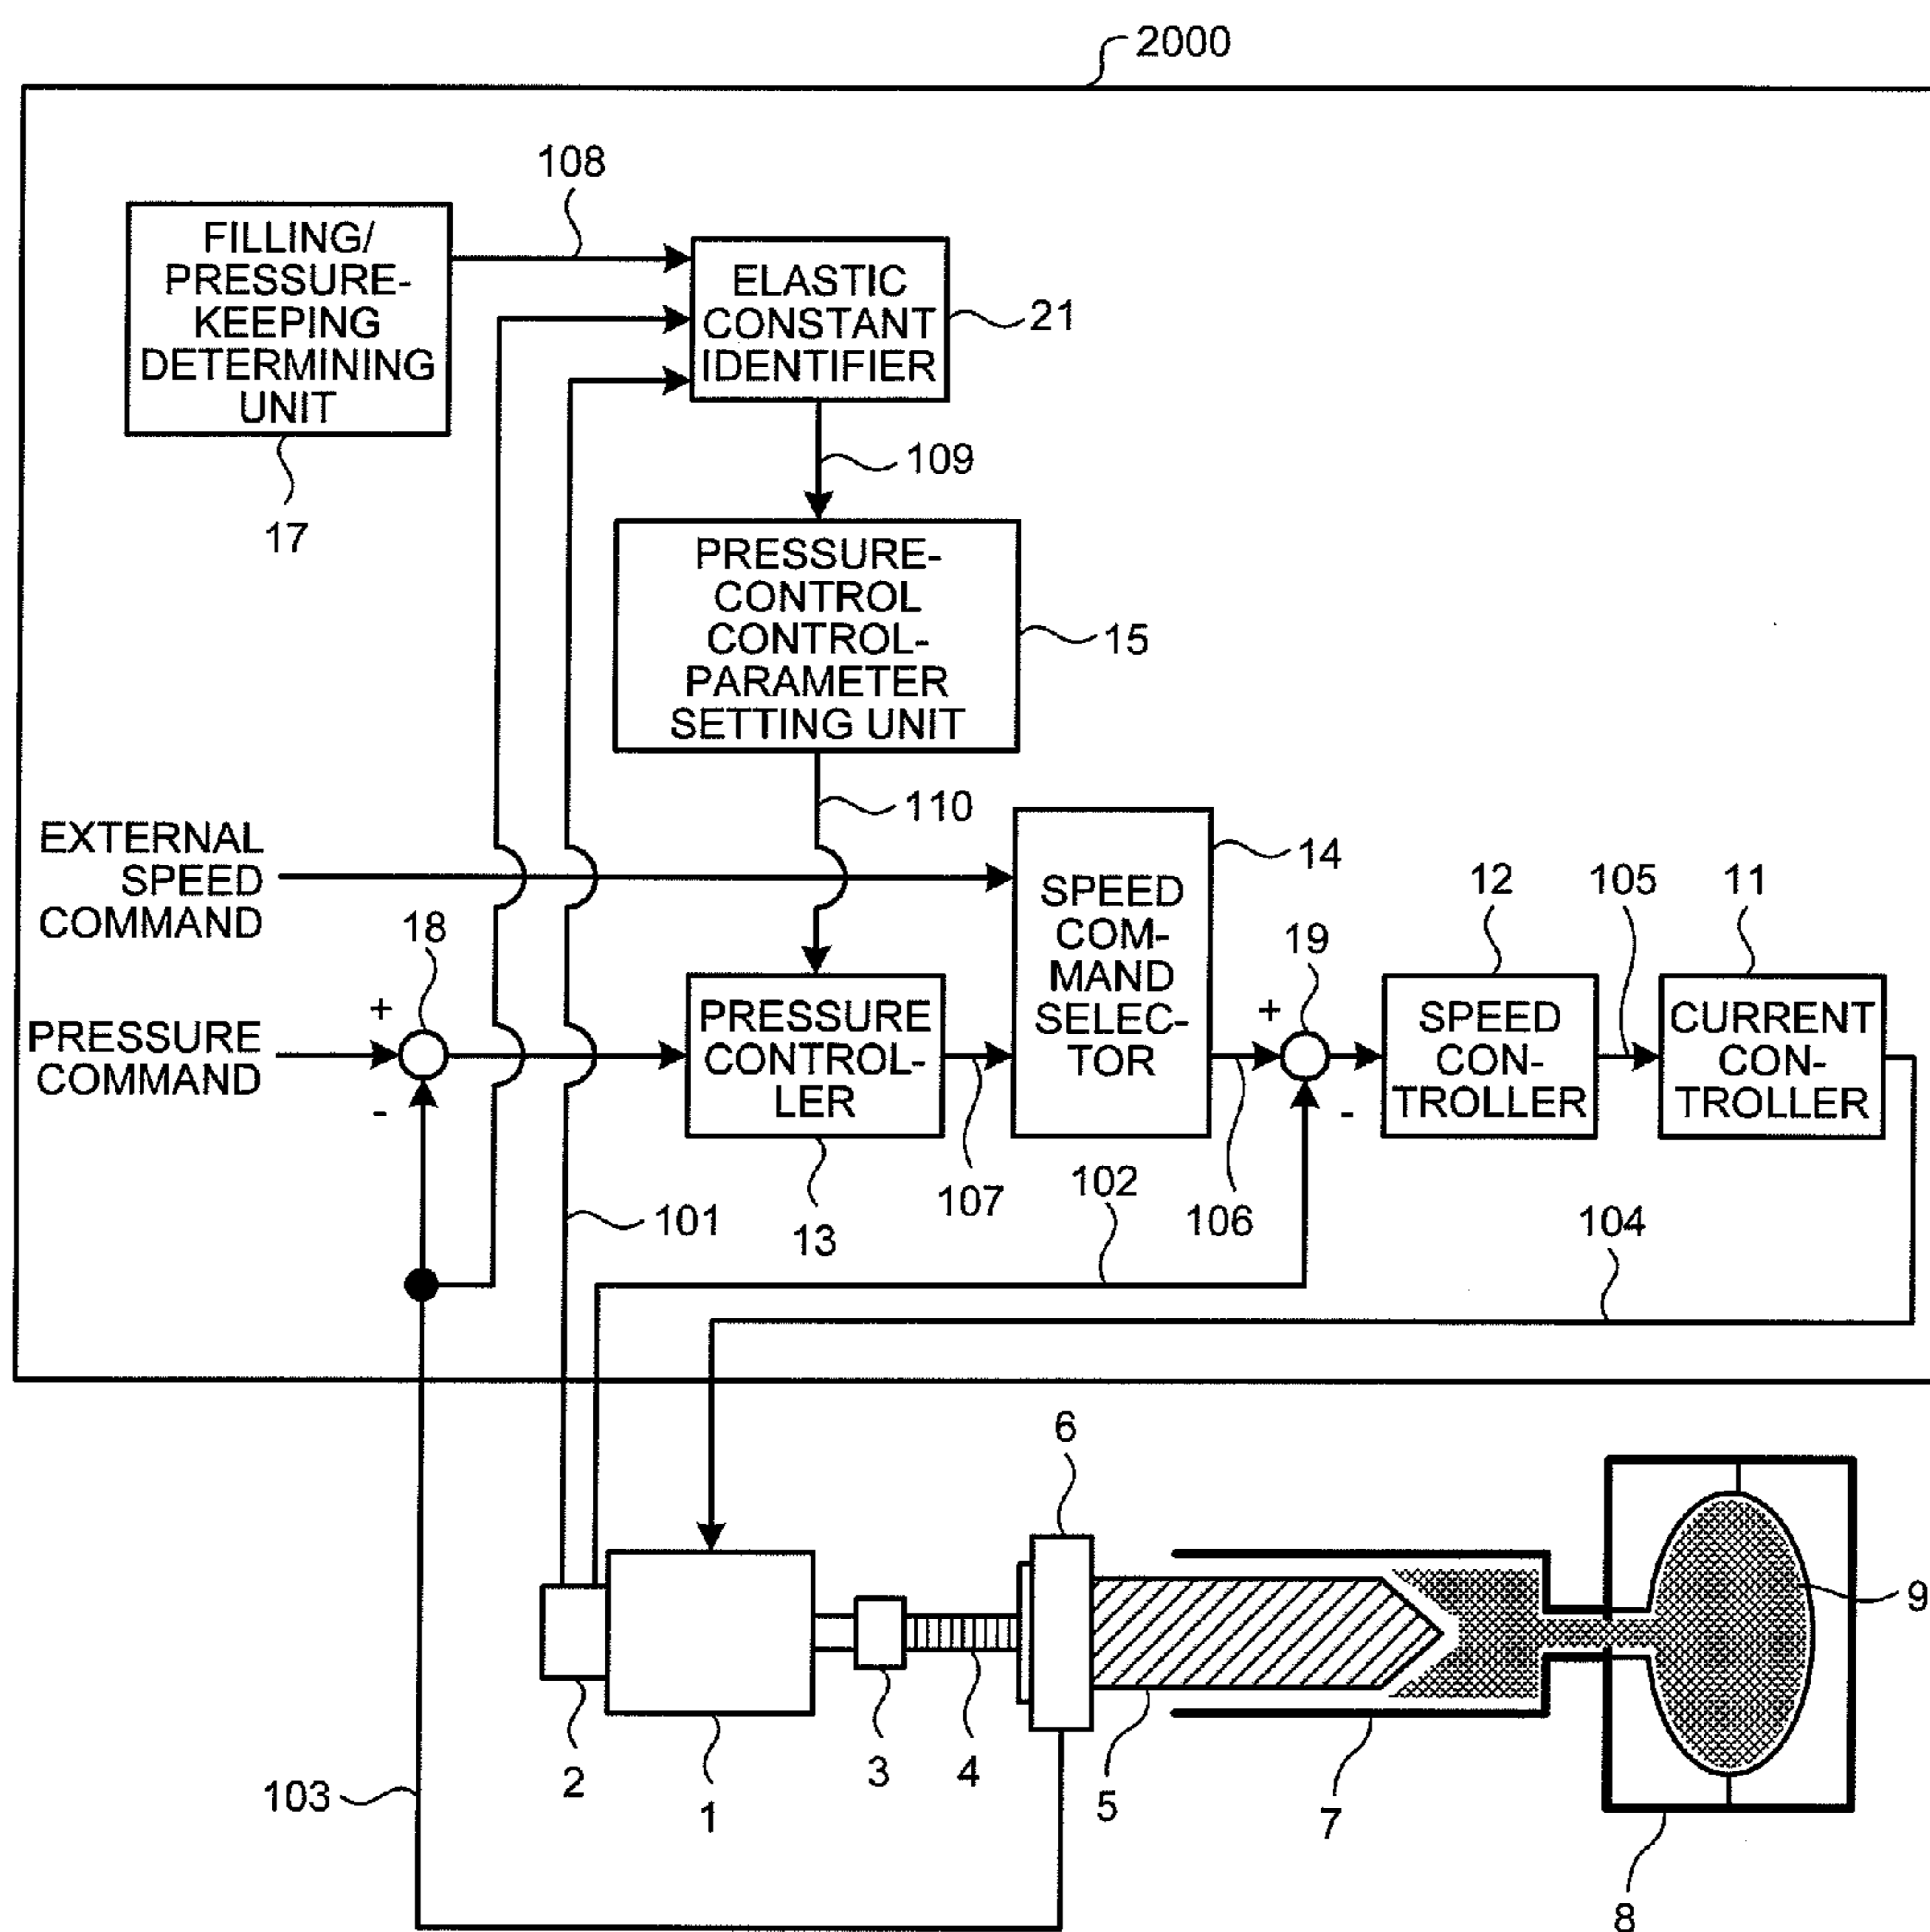 2000
108
FILLING/
PRESSURE-
KEEPING
DETERMINING
UNIT
17
ELASTIC
CONSTANT
IDENTIFIER
21
109
PRESSURE-
CONTROL
CONTROL-
PARAMETER
SETTING UNIT
15
110
EXTERNAL
SPEED
COMMAND
SPEED
COM-
MAND
SELEC-
TOR
14
18
+
-
PRESSURE
COMMAND
PRESSURE
CONTROL-
LER
13
107
106
19
+
-
12
SPEED
CON-
TROLLER
105
11
CURRENT
CON-
TROLLER
101
102
104
103
2
1
3
4
6
5
7
9
8